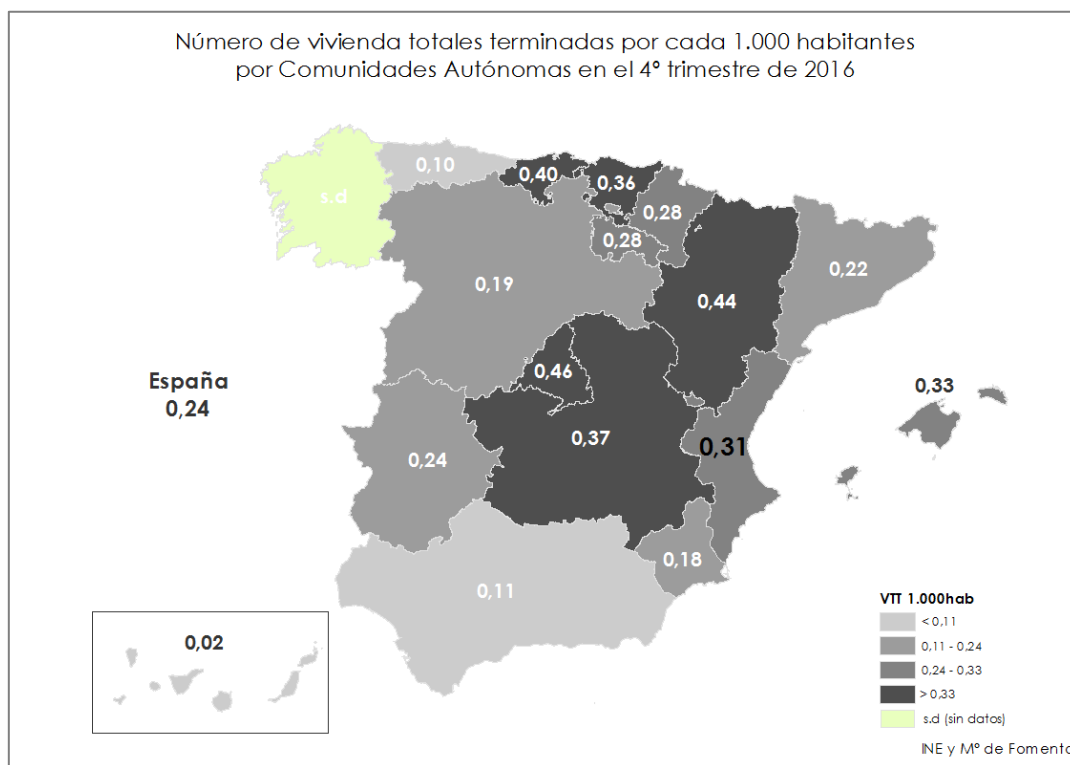 Número de vivienda totales terminadas por cada 1.000 habitantes
por Comunidades Autónomas en el 4º trimestre de 2016
s.d
0,10
0,40
0,36
0,28
0,28
0,19
0,44
0,22
España
0,24
0,46
0,33
0,37
0,31
0,24
0,18
0,11
0,02
VTT 1.000hab
< 0,11
0,11 - 0,24
0,24 - 0,33
> 0,33
s.d (sin datos)
INE y Mº de Fomento